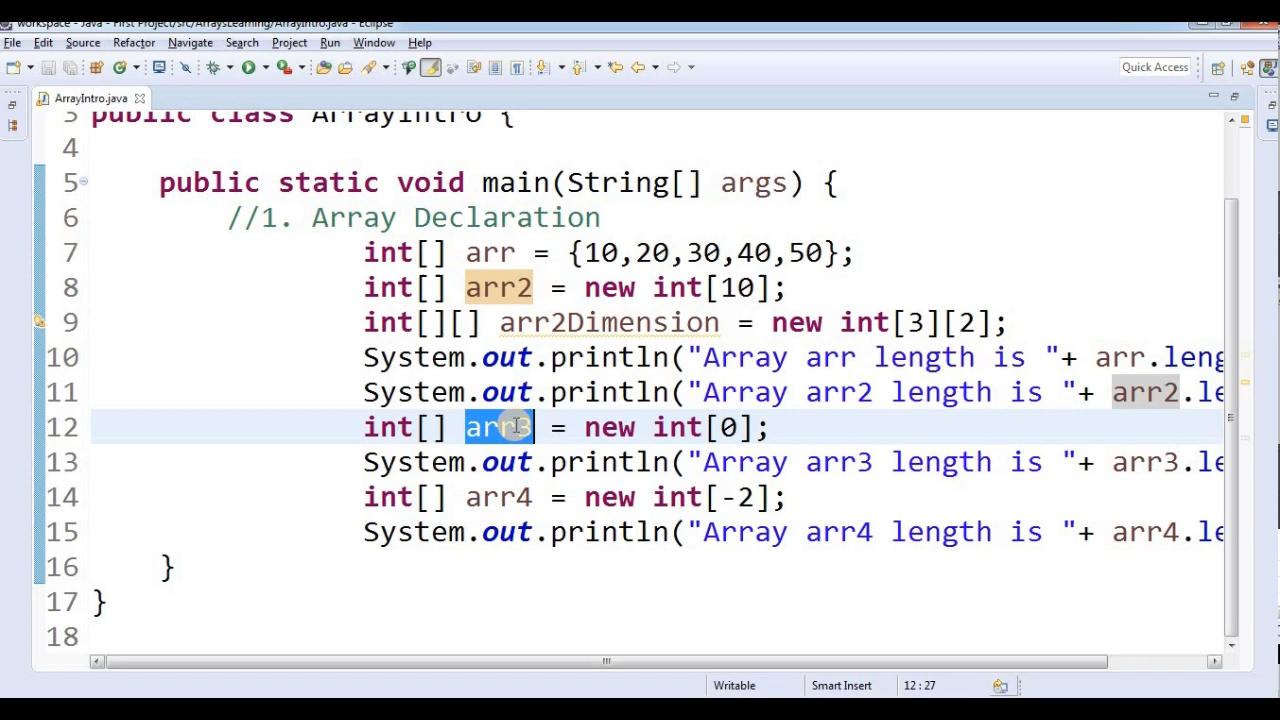 workspace - Java - First Project/src/ArraysLearning/ArrayIntro.java - Eclipse
File Edit Source Refactor Navigate Search Project Run Window Help
Quick Access
ArrayIntro.java
3 public class ArrayIntro {
4
5 public static void main(String[] args) {
6 //1. Array Declaration
7 int[] arr = {10,20,30,40,50};
8 int[] arr2 = new int[10];
9 int[][] arr2Dimension = new int[3][2];
10 System.out.println("Array arr length is "+ arr.leng
11 System.out.println("Array arr2 length is "+ arr2.le
12 int[] arr3 = new int[0];
13 System.out.println("Array arr3 length is "+ arr3.le
14 int[] arr4 = new int[-2];
15 System.out.println("Array arr4 length is "+ arr4.le
16 }
17 }
18
Writable Smart Insert 12 : 27